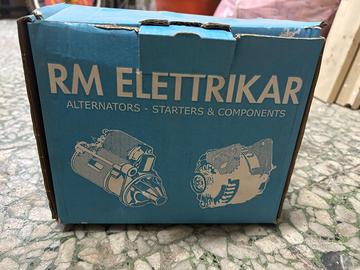 RM ELETTRIKAR
ALTERNATORS - STARTERS & COMPONENTS